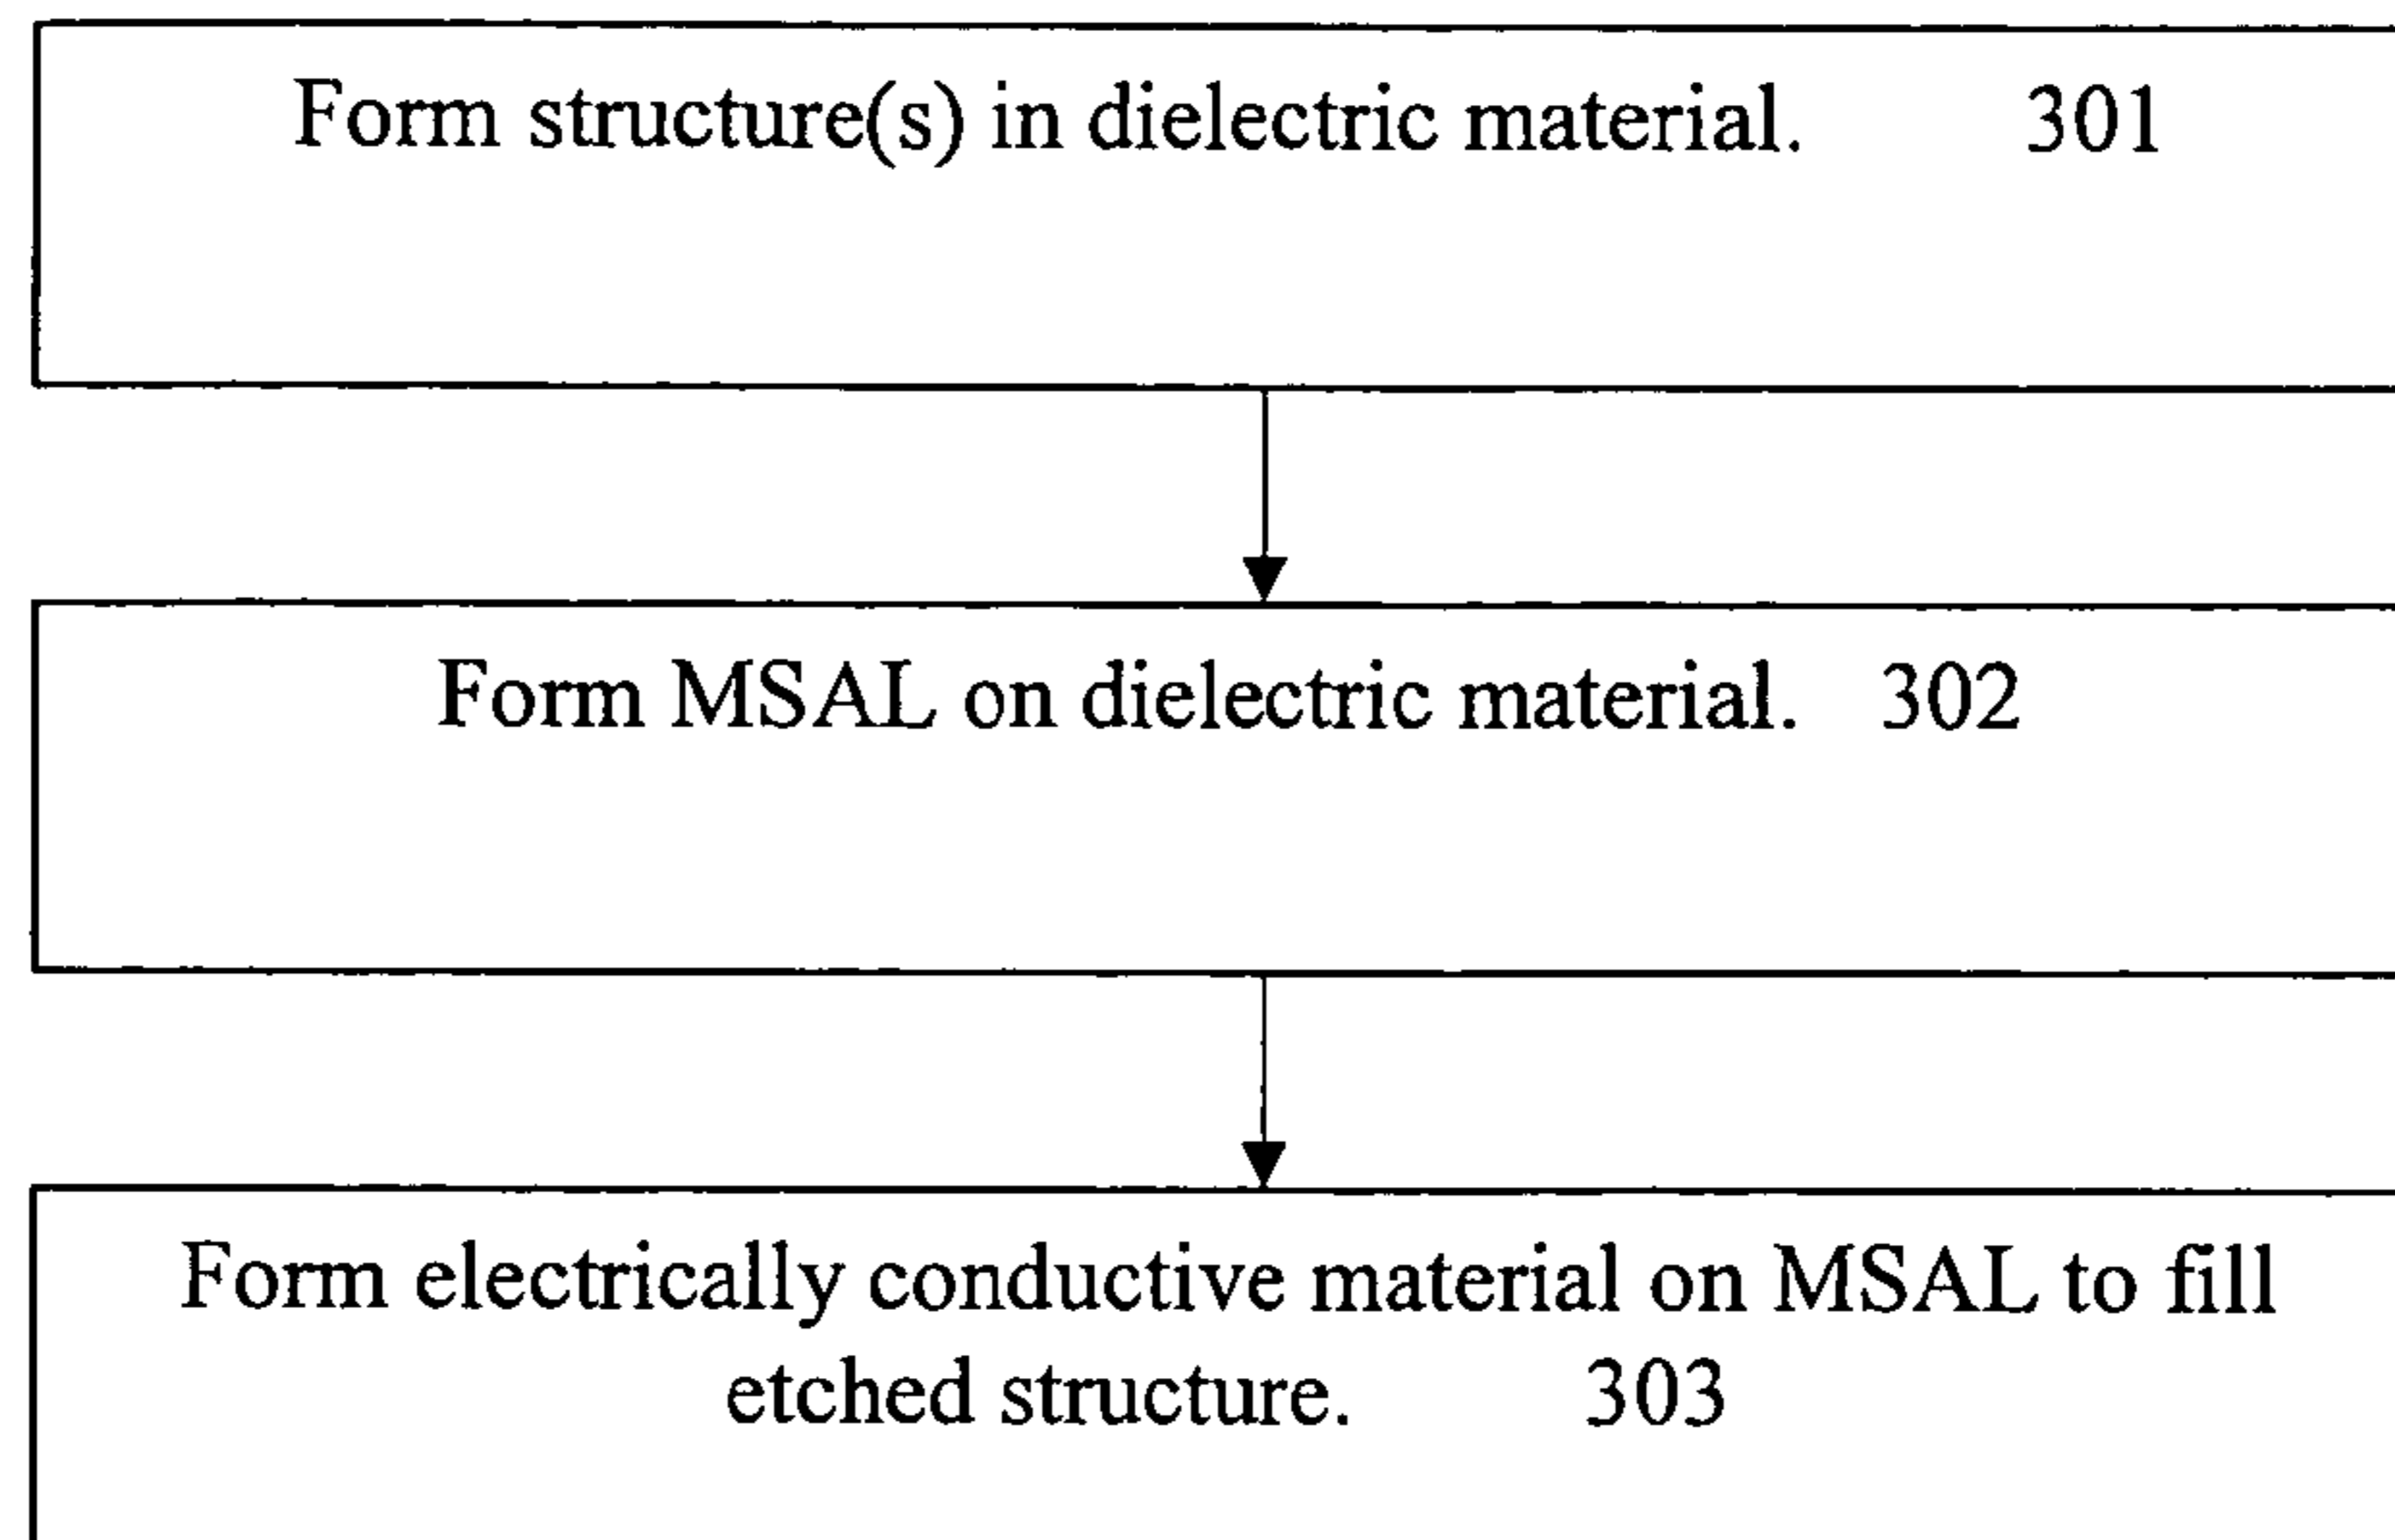 Form structure(s) in dielectric material. 301
Form MSAL on dielectric material. 302
Form electrically conductive material on MSAL to fill
etched structure. 303